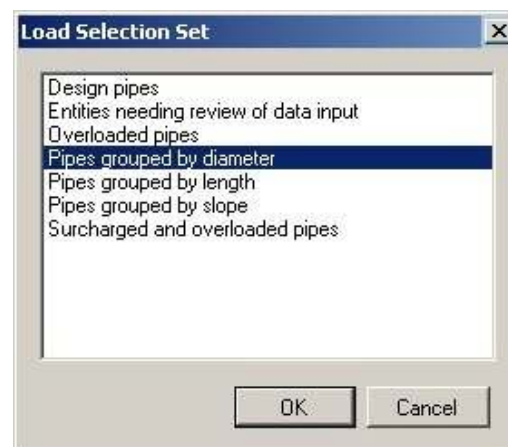 Load Selection Set
Design pipes
Entities needing review of data input
Overloaded pipes
Pipes grouped by diameter
Pipes grouped by length
Pipes grouped by slope
Surcharged and overloaded pipes
OK
Cancel